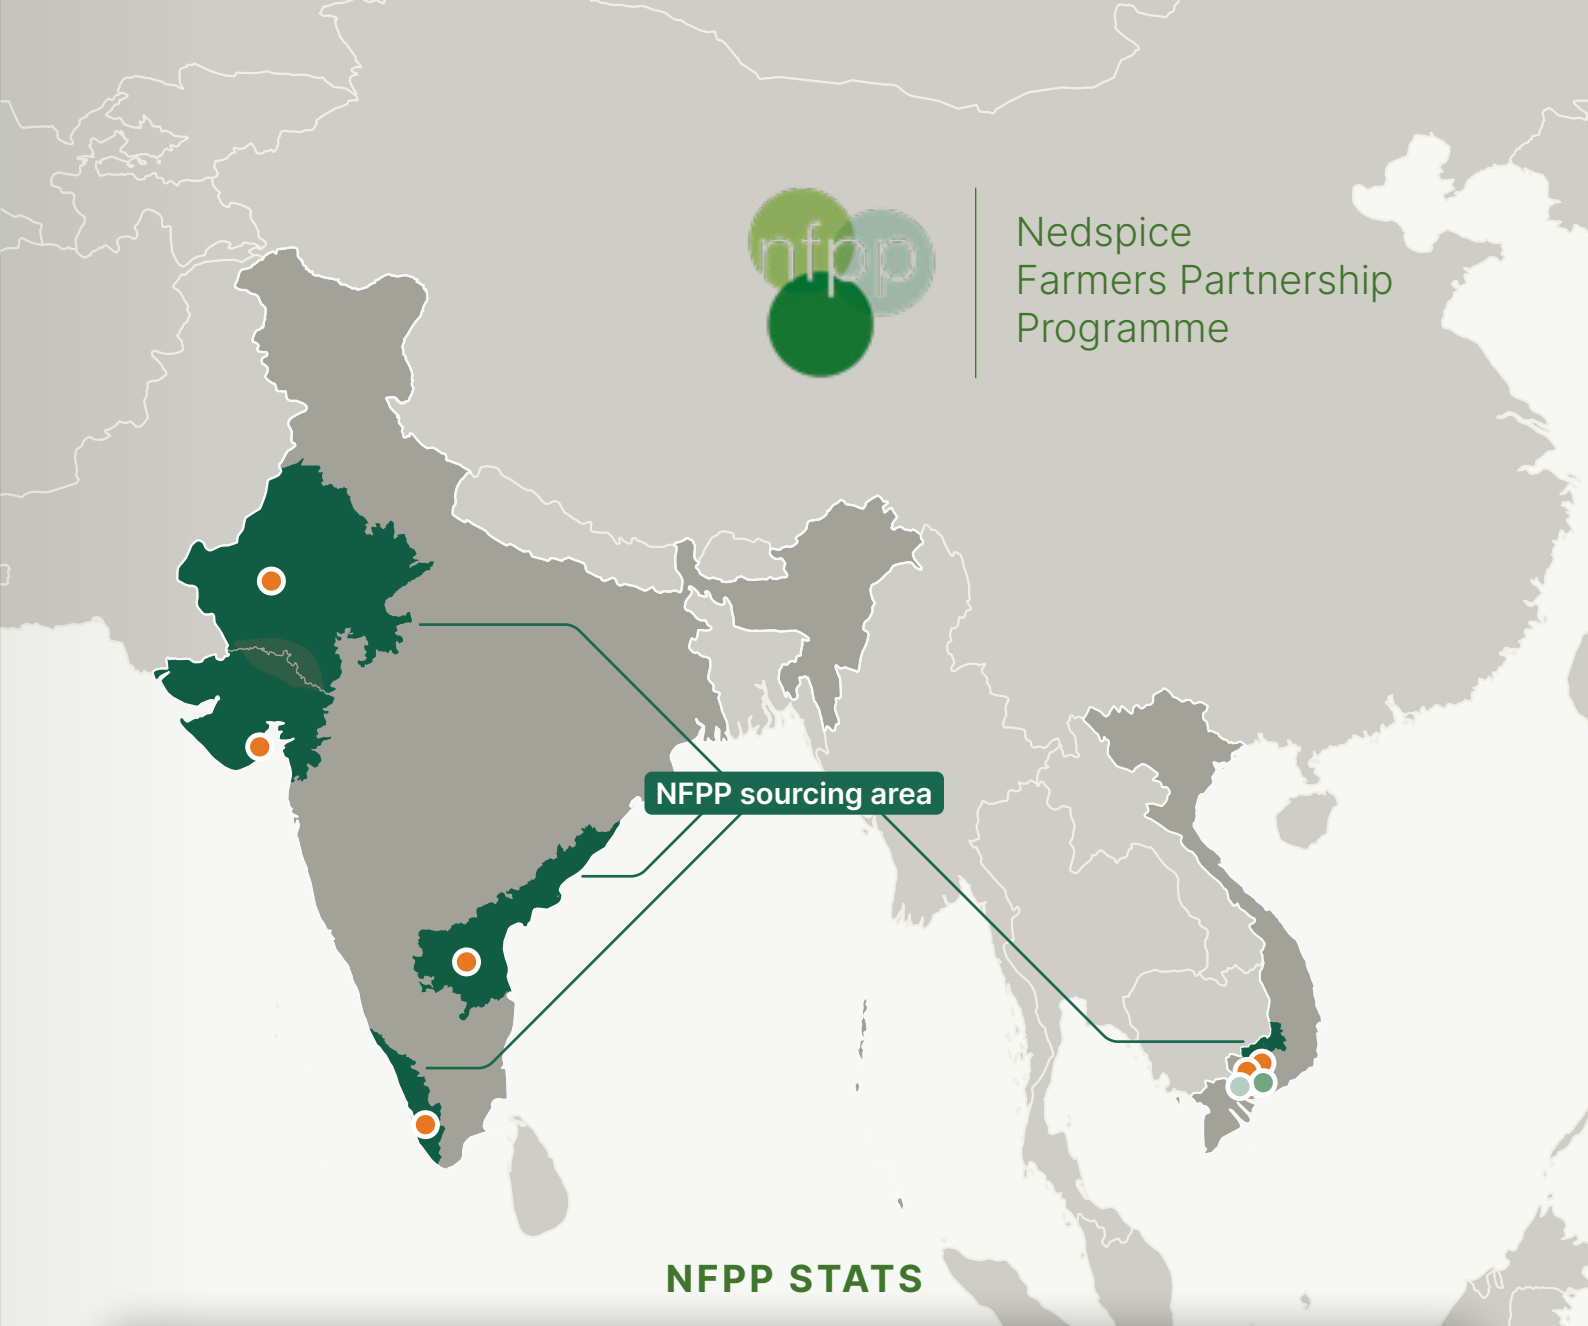 nfpp
Nedspice
Farmers Partnership
Programme
NFPP sourcing area
NFPP STATS